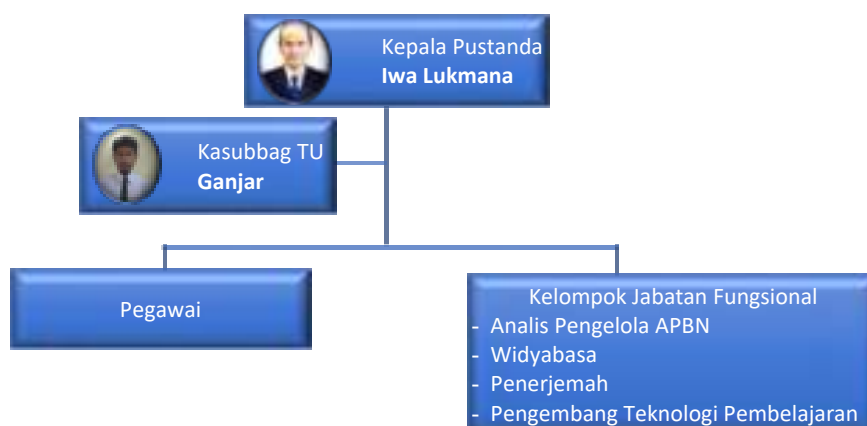 Kepala Pustanda
Iwa Lukmana
Kasubbag TU
Ganjar
Pegawai
Kelompok Jabatan Fungsional
- Analis Pengelola APBN
- Widyabasa
- Penerjemah
- Pengembang Teknologi Pembelajaran